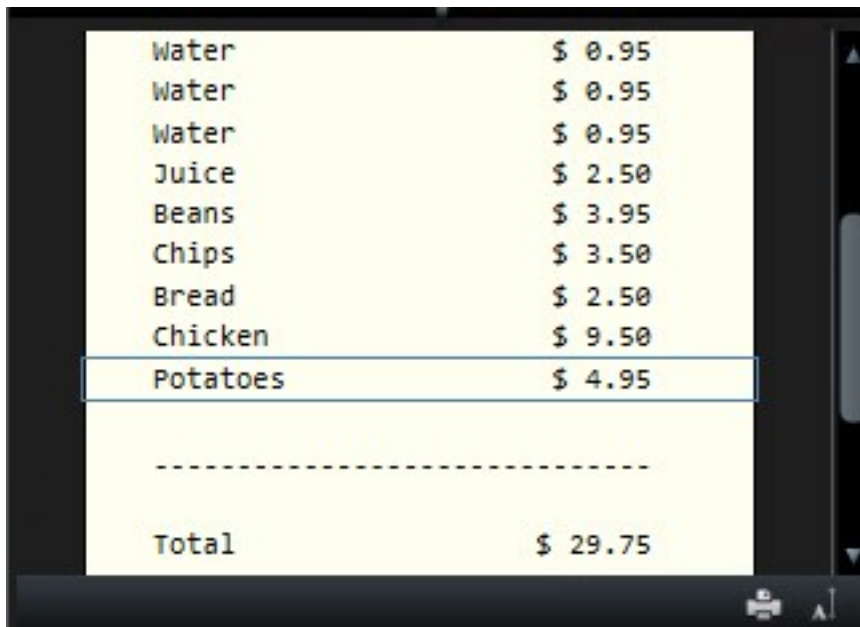 Water $ 0.95
Water $ 0.95
Water $ 0.95
Juice $ 2.50
Beans $ 3.95
Chips $ 3.50
Bread $ 2.50
Chicken $ 9.50
Potatoes $ 4.95
-------------------------------
Total $ 29.75
A